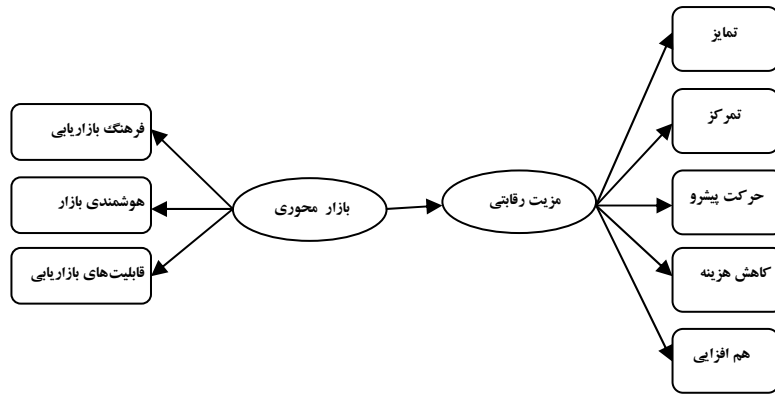 تمایز
تمرکز
حرکت پیشرو
کاهش هزینه
هم افزایی
مزیت رقابتی
بازار محوری
فرهنگ بازاریابی
هوشمندی بازار
قابلیت‌های بازاریابی